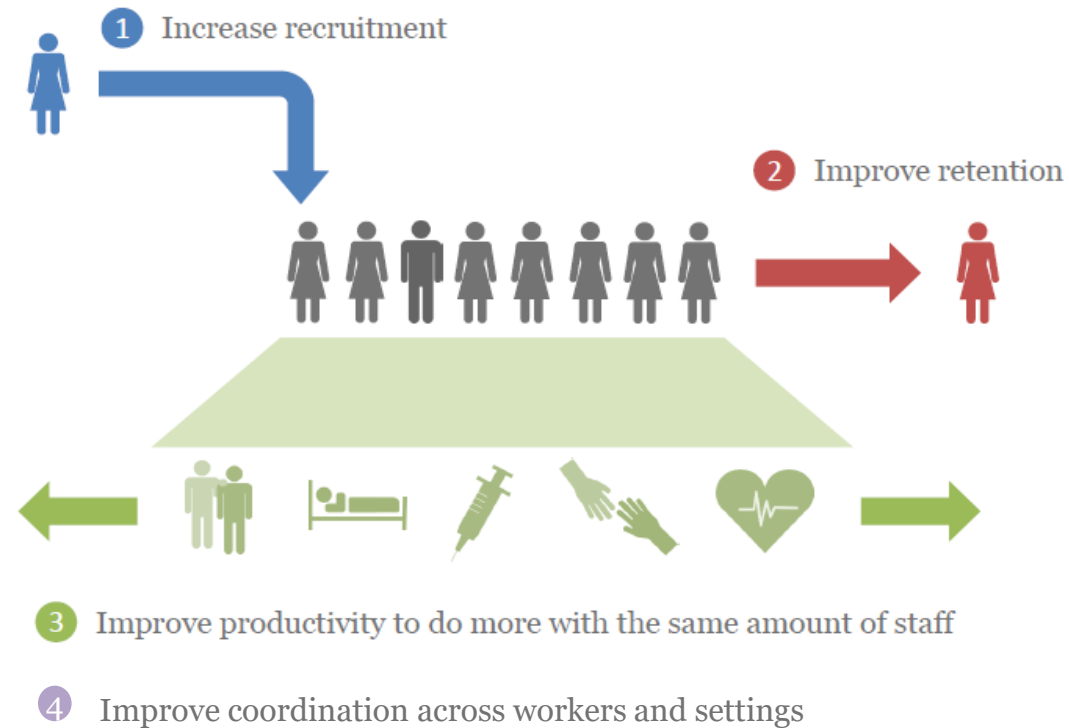 1 Increase recruitment
2 Improve retention
3 Improve productivity to do more with the same amount of staff
4 Improve coordination across workers and settings